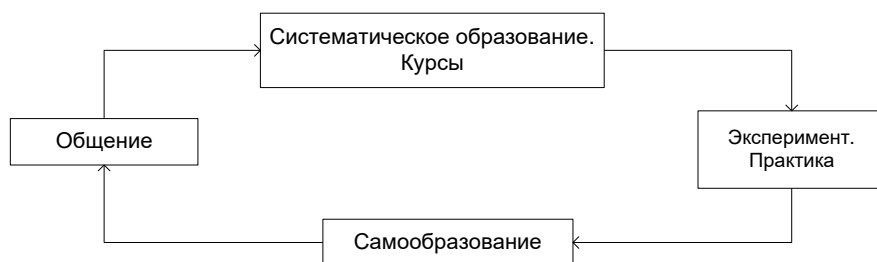 Систематическое образование.
Курсы
Общение
Эксперимент.
Практика
Самообразование